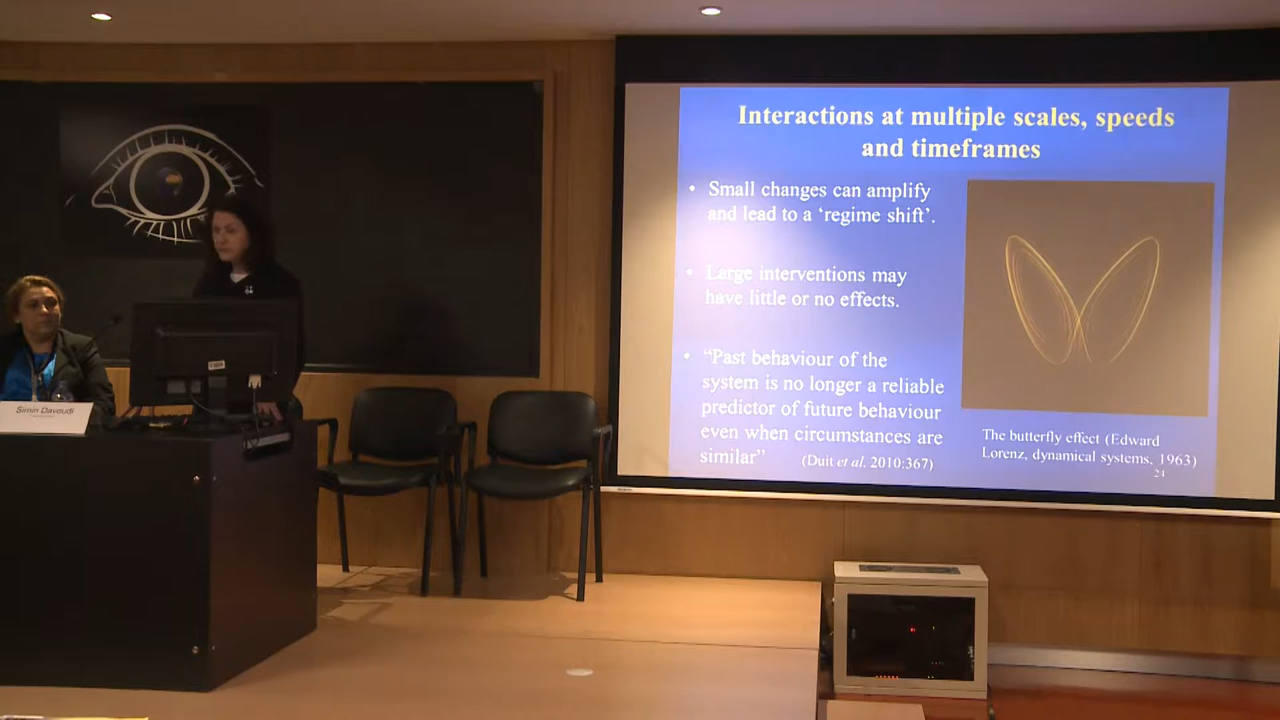 Interactions at multiple scales, speeds
and timeframes
• Small changes can amplify
and lead to a ‘regime shift’.
• Large interventions may
have little or no effects.
• “Past behaviour of the
system is no longer a reliable
predictor of future behaviour
even when circumstances are
similar” (Duit et al. 2010:367)
The butterfly effect (Edward
Lorenz, dynamical systems, 1963)
24
Simin Davoudi